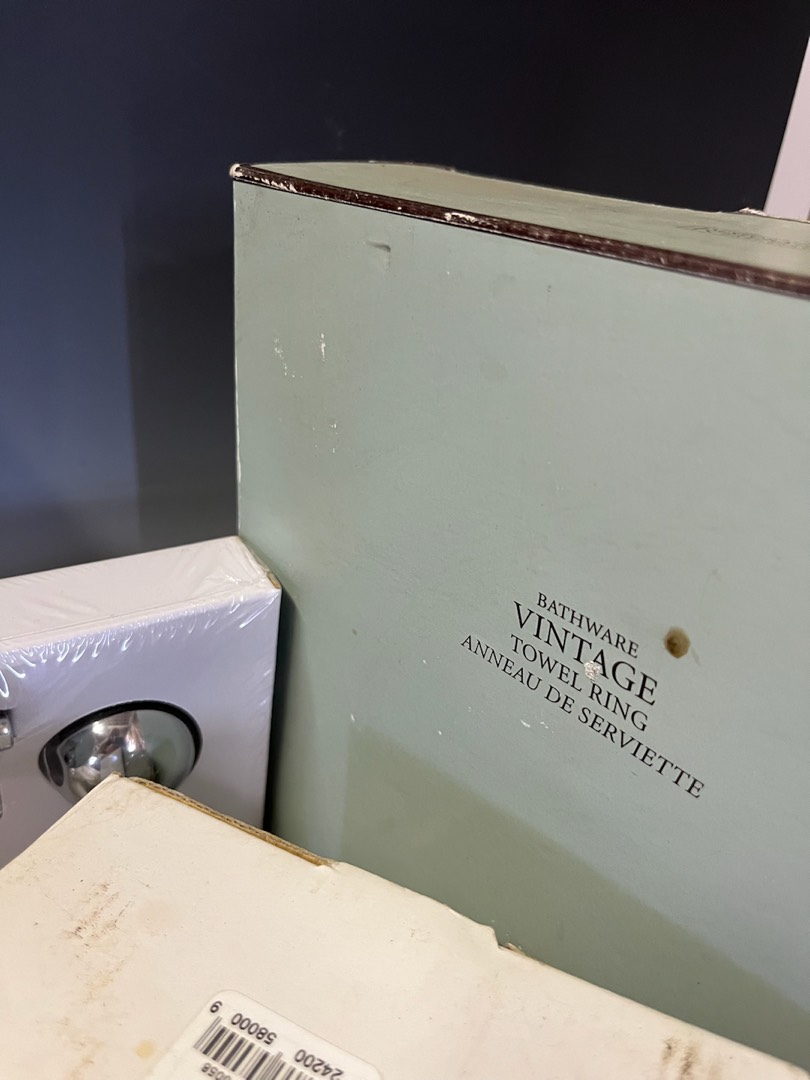 BATHWARE
VINTAGE
TOWEL RING
ANNEAU DE SERVIETTE
24200 58000 9